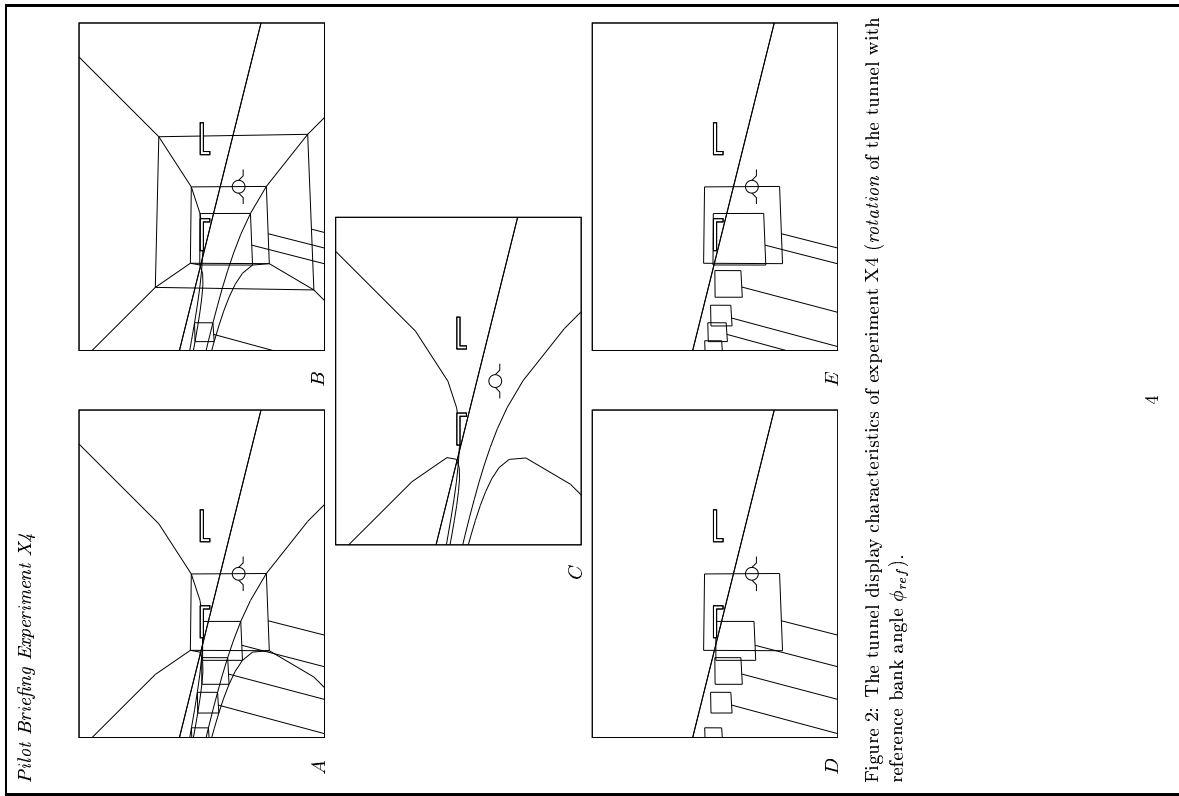 Pilot Briefing Experiment X4
A
B
C
D
E
Figure 2: The tunnel display characteristics of experiment X4 (rotation of the tunnel with
reference bank angle ϕref).
4